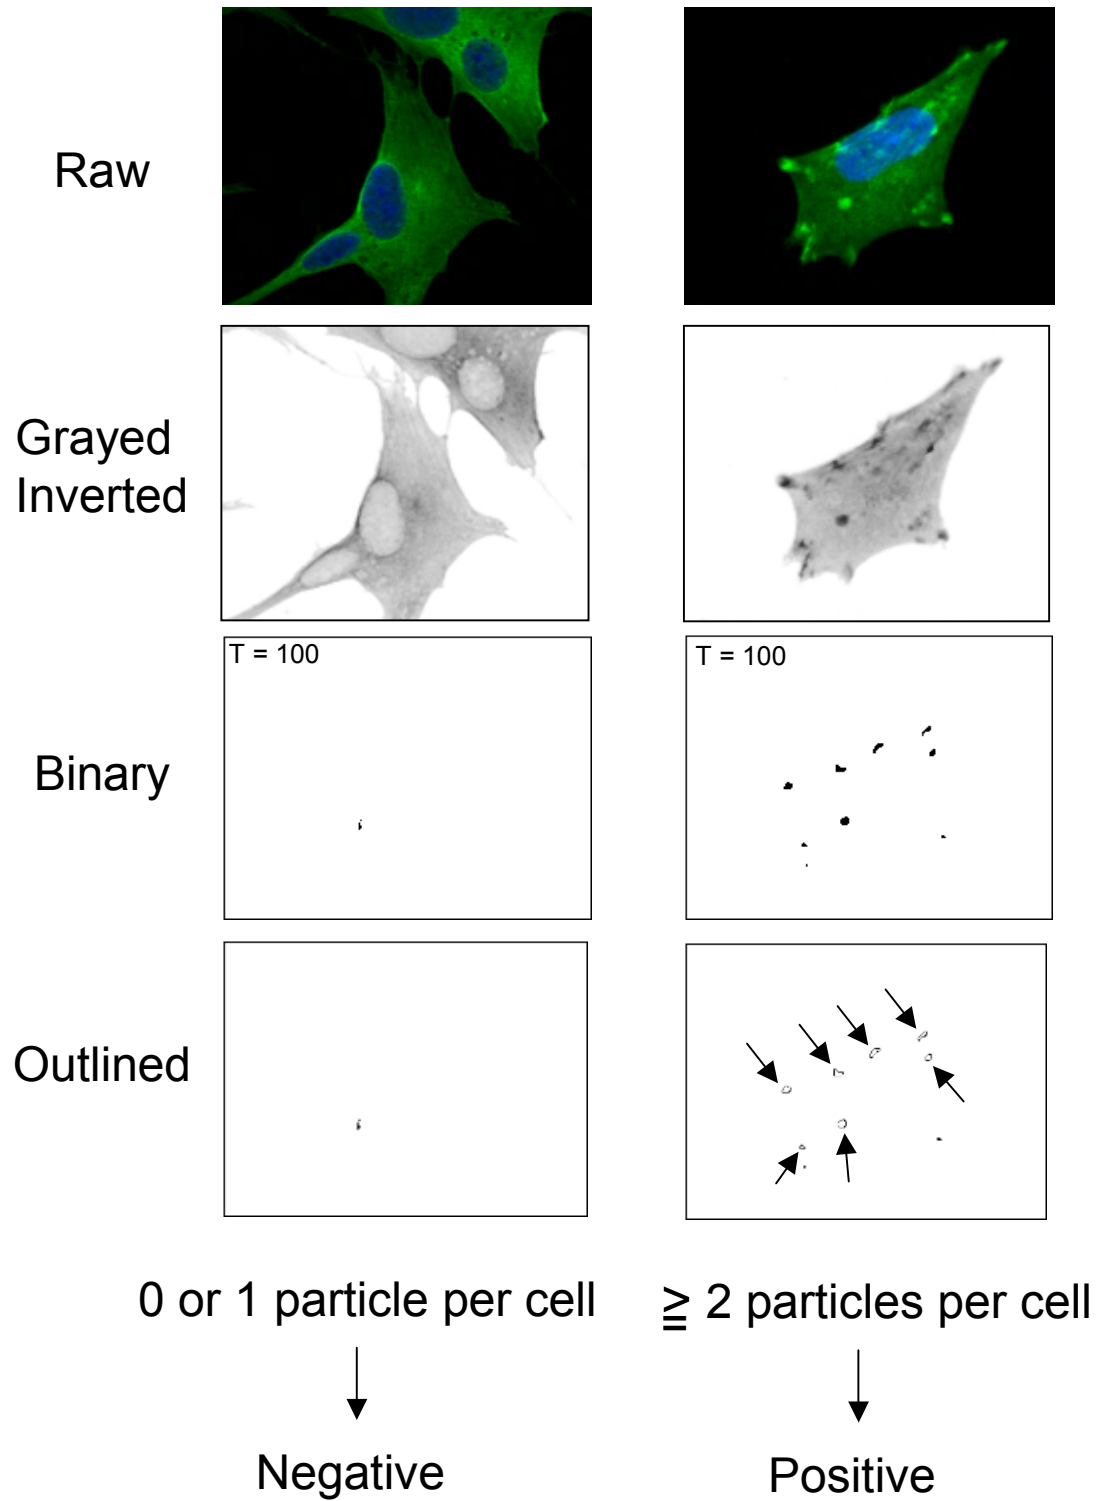 Raw
Grayed
Inverted
T = 100
T = 100
Binary
Outlined
0 or 1 particle per cell
≧ 2 particles per cell
Negative
Positive